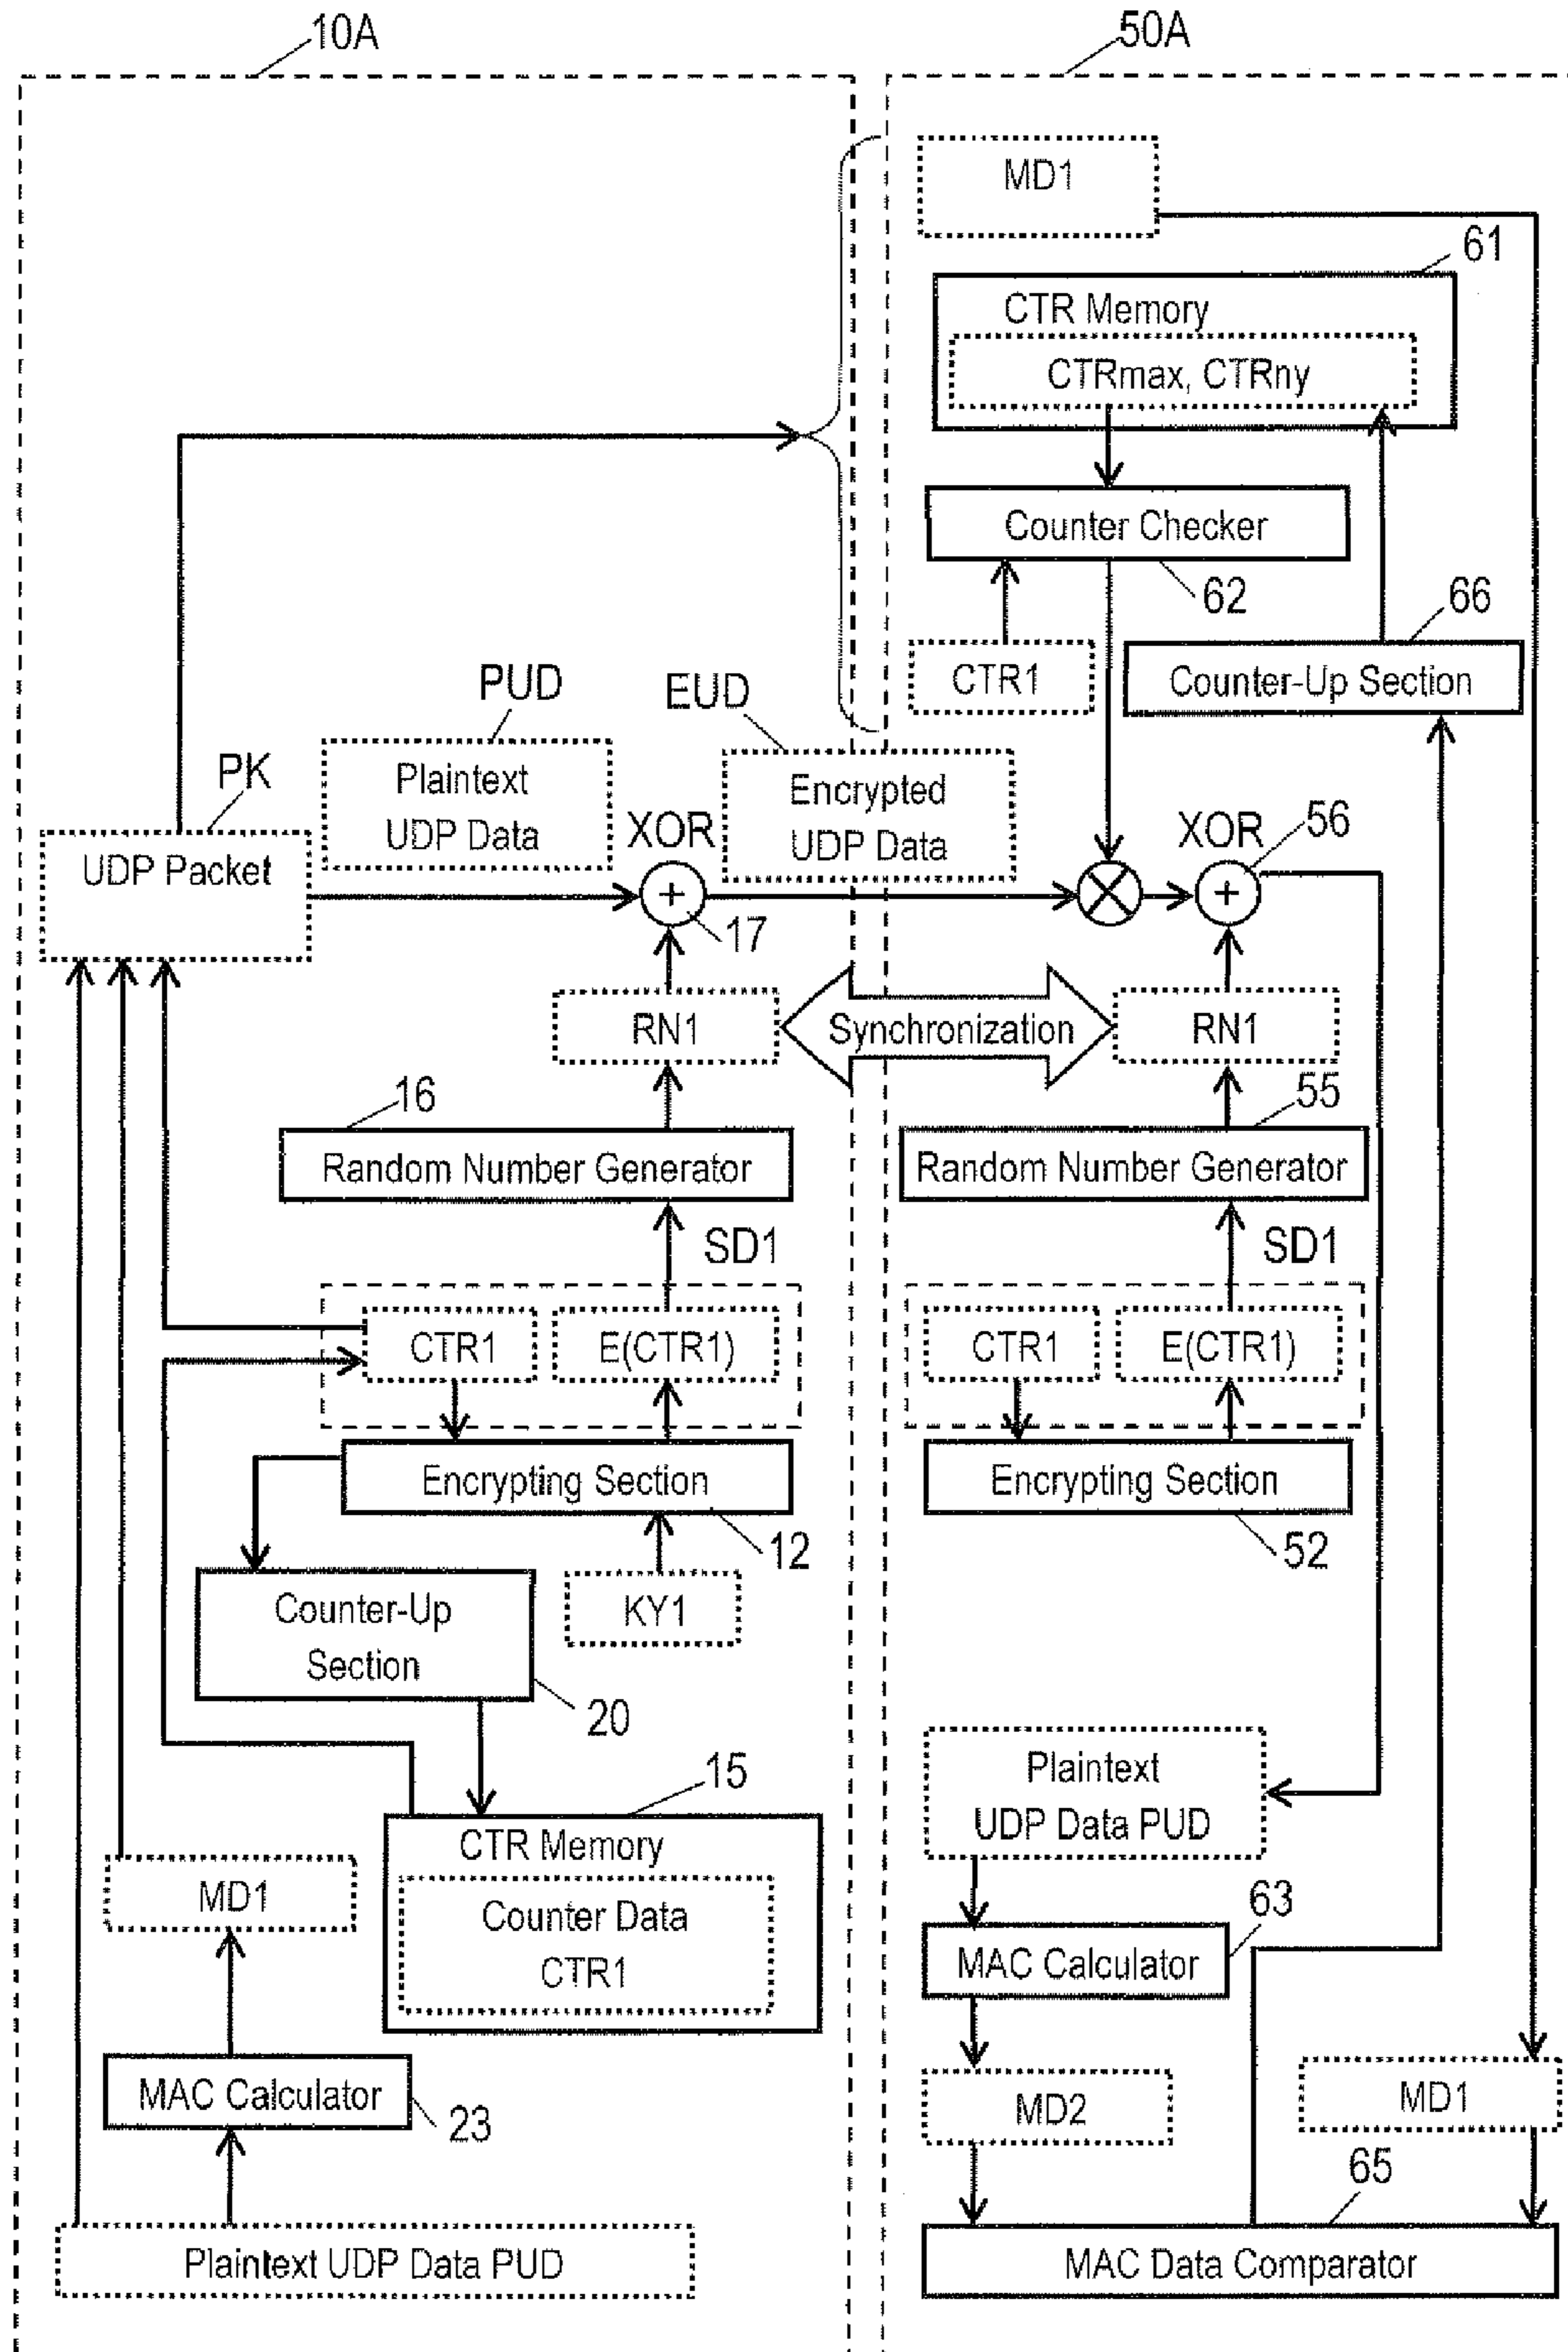 10A
50A
MD1
61
CTR Memory
CTRmax, CTRny
Counter Checker
62
66
CTR1
Counter-Up Section
PUD
EUD
PK
Plaintext
UDP Data
Encrypted
UDP Data
XOR
XOR
56
UDP Packet
+
+
17
RN1
Synchronization
RN1
16
55
Random Number Generator
Random Number Generator
SD1
SD1
CTR1
E(CTR1)
CTR1
E(CTR1)
Encrypting Section
Encrypting Section
12
52
Counter-Up
Section
KY1
20
15
Plaintext
UDP Data PUD
CTR Memory
MD1
Counter Data
CTR1
63
MAC Calculator
MAC Calculator
23
MD2
MD1
65
Plaintext UDP Data PUD
MAC Data Comparator